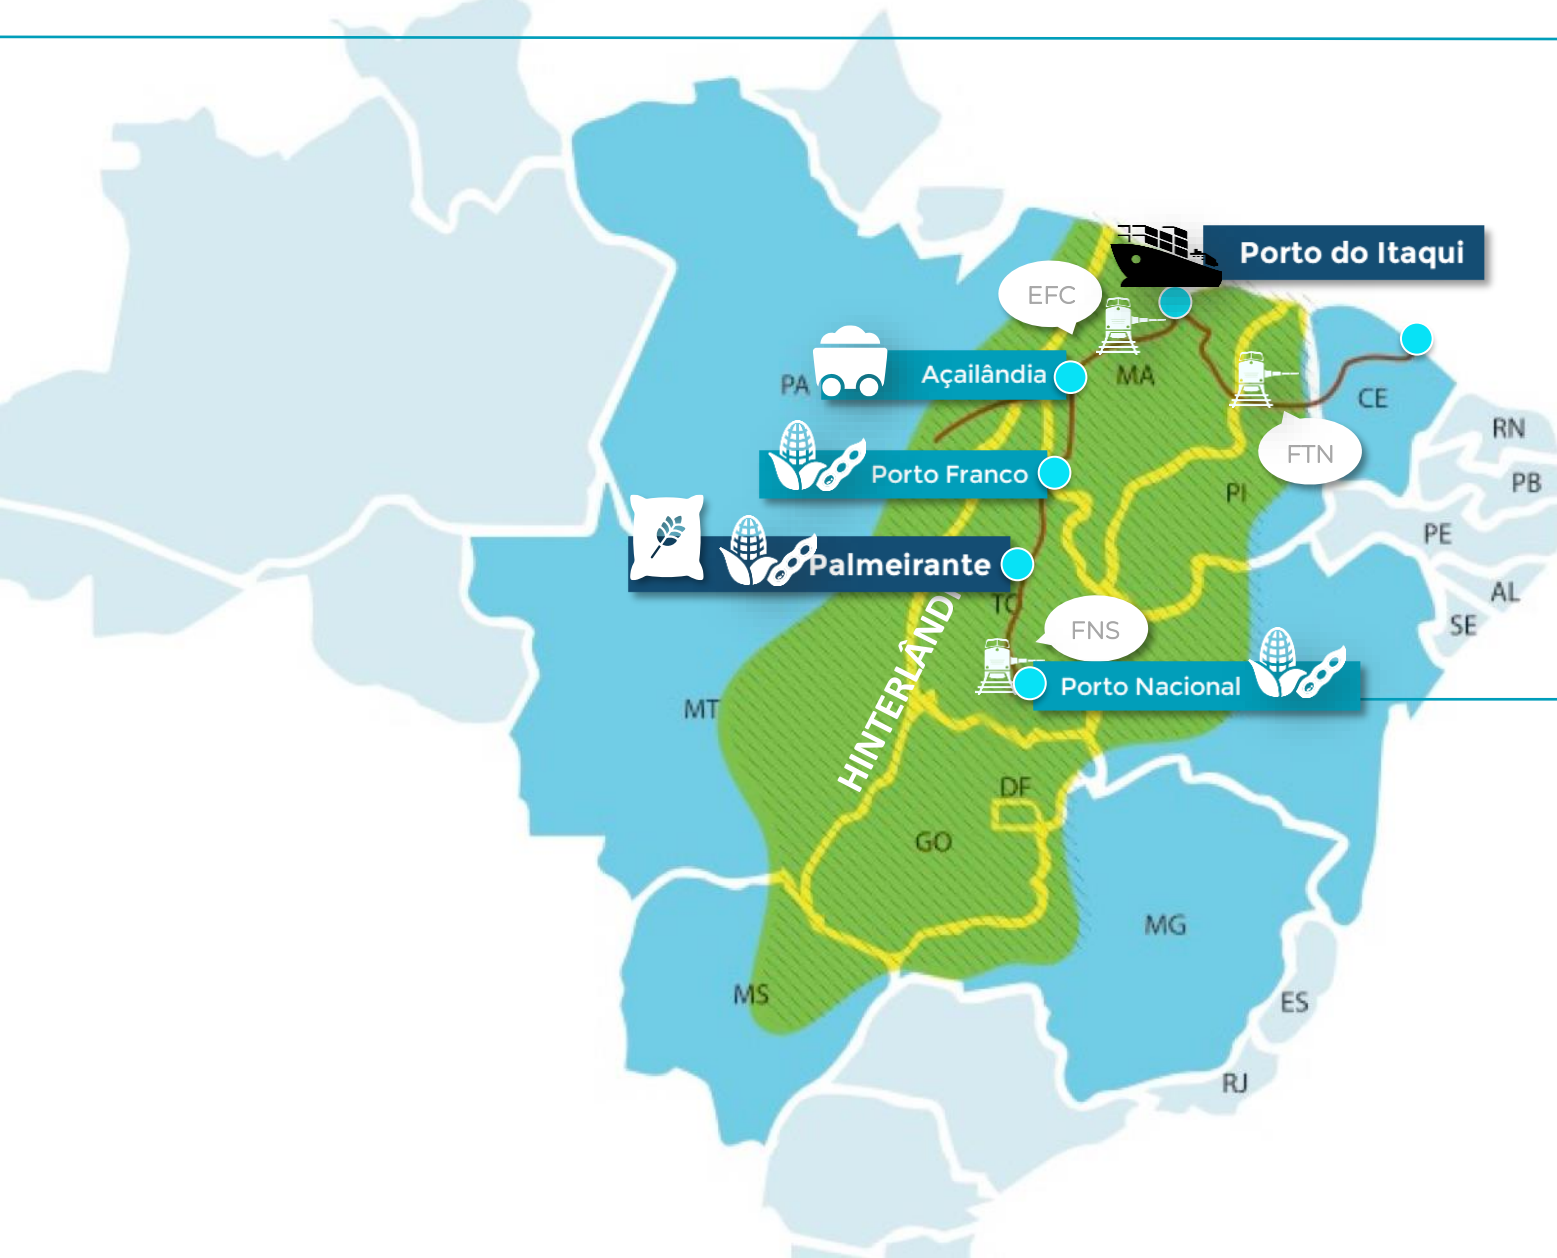 Porto do Itaqui
EFC
Açailândia
MA
PA
CE
RN
FTN
Porto Franco
PB
PI
PE
Palmeirante
AL
TO
SE
FNS
HINTERLÂNDI
Porto Nacional
MT
DF
GO
MG
MS
ES
RJ